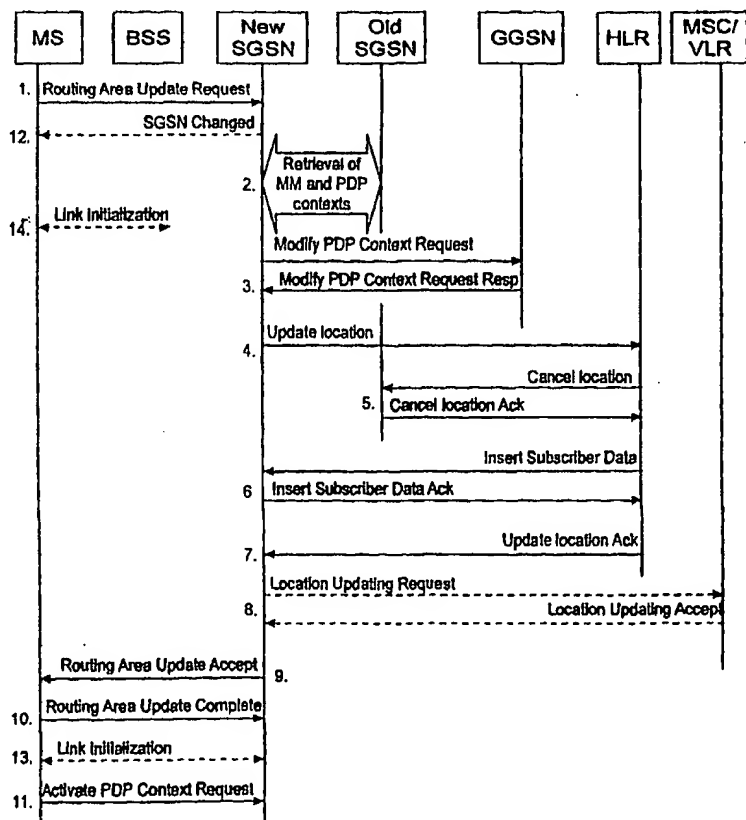 MS
BSS
New
SGSN
Old
SGSN
GGSN
HLR
MSC/
VLR
1. Routing Area Update Request
12. SGSN Changed
2. Retrieval of
MM and PDP
contexts
14. Link Initialization
Modify PDP Context Request
3. Modify PDP Context Request Resp
4. Update location
Cancel location
5. Cancel location Ack
Insert Subscriber Data
6 Insert Subscriber Data Ack
7. Update location Ack
Location Updating Request
8. Location Updating Accept
Routing Area Update Accept 9.
10. Routing Area Update Complete
13. Link Initialization
11. Activate PDP Context Request